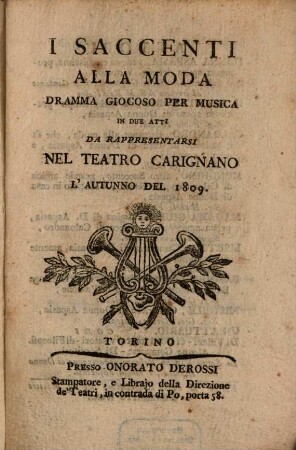 I SACCENTI
ALLA MODA
DRAMMA GIOCOSO PER MUSICA
IN DUE ATTI
DA RAPPRESENTARSI
NEL TEATRO CARIGNANO
L'AUTUNNO DEL 1809.
TORINO
PRESSO ONORATO DEROSSI
Stampatore, e Librajo della Direzione
de' Teatri, in contrada di Po, porta 58.